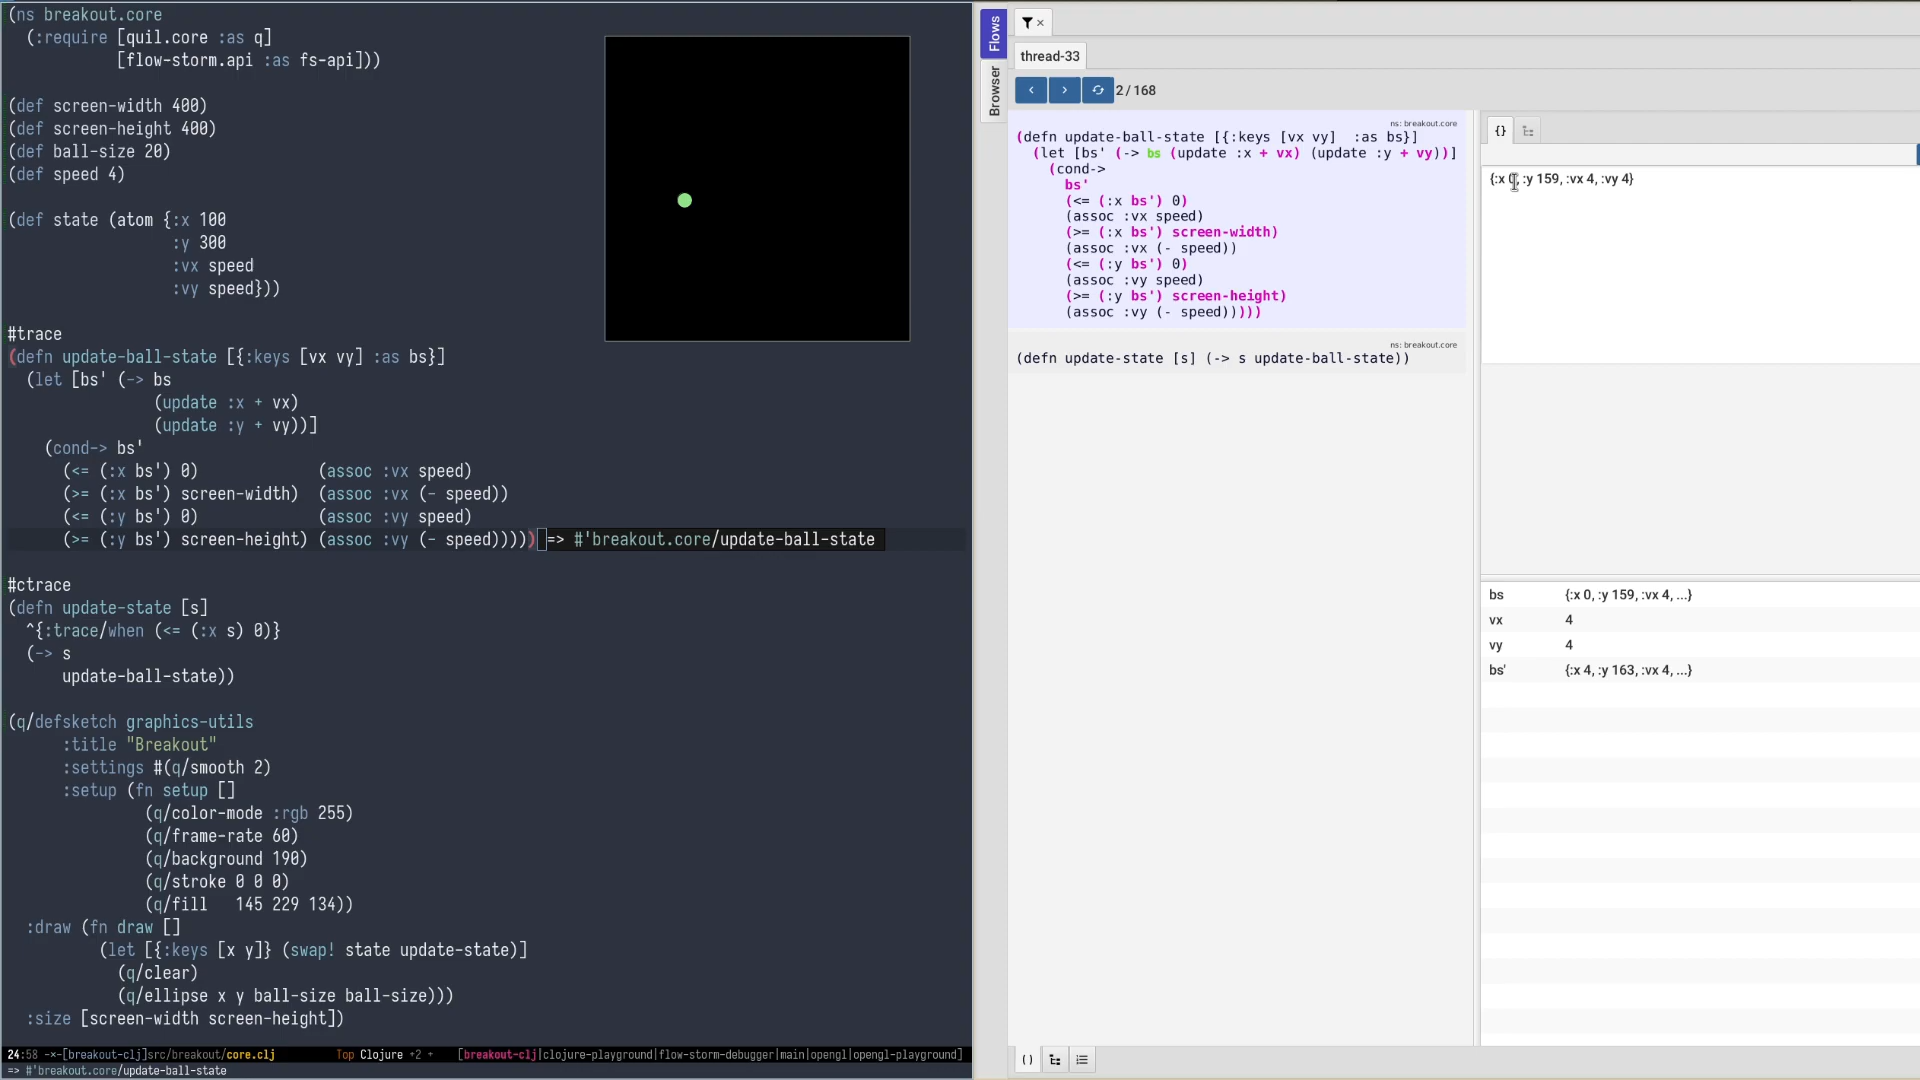 (ns breakout.core
(:require [quil.core :as q]
[flow-storm.api :as fs-api]))
(def screen-width 400)
(def screen-height 400)
(def ball-size 20)
(def speed 4)
(def state (atom {:x 100
:y 300
:vx speed
:vy speed}))
#trace
(defn update-ball-state [{:keys [vx vy] :as bs}]
(let [bs' (-> bs
(update :x + vx)
(update :y + vy))]
(cond-> bs'
(<= (:x bs') 0) (assoc :vx speed)
(>= (:x bs') screen-width) (assoc :vx (- speed))
(<= (:y bs') 0) (assoc :vy speed)
(>= (:y bs') screen-height) (assoc :vy (- speed))))) => #'breakout.core/update-ball-state
#ctrace
(defn update-state [s]
^{:trace/when (<= (:x s) 0)}
(-> s
update-ball-state))
(q/defsketch graphics-utils
:title "Breakout"
:settings #(q/smooth 2)
:setup (fn setup []
(q/color-mode :rgb 255)
(q/frame-rate 60)
(q/background 190)
(q/stroke 0 0 0)
(q/fill 145 229 134))
:draw (fn draw []
(let [{:keys [x y]} (swap! state update-state)]
(q/clear)
(q/ellipse x y ball-size ball-size)))
:size [screen-width screen-height])
24:58 -×-[breakout-clj]src/breakout/core.clj Top Clojure +2 + [breakout-clj|clojure-playground|flow-storm-debugger|main|opengl|opengl-playground]
=> #'breakout.core/update-ball-state
Flows
Browser
thread-33
2 / 168
ns: breakout.core
(defn update-ball-state [{:keys [vx vy] :as bs}]
(let [bs' (-> bs (update :x + vx) (update :y + vy))]
(cond->
bs'
(<= (:x bs') 0)
(assoc :vx speed)
(>= (:x bs') screen-width)
(assoc :vx (- speed))
(<= (:y bs') 0)
(assoc :vy speed)
(>= (:y bs') screen-height)
(assoc :vy (- speed)))))
ns: breakout.core
(defn update-state [s] (-> s update-ball-state))
{}
{:x 0, :y 159, :vx 4, :vy 4}
bs {:x 0, :y 159, :vx 4, ...}
vx 4
vy 4
bs' {:x 4, :y 163, :vx 4, ...}
()